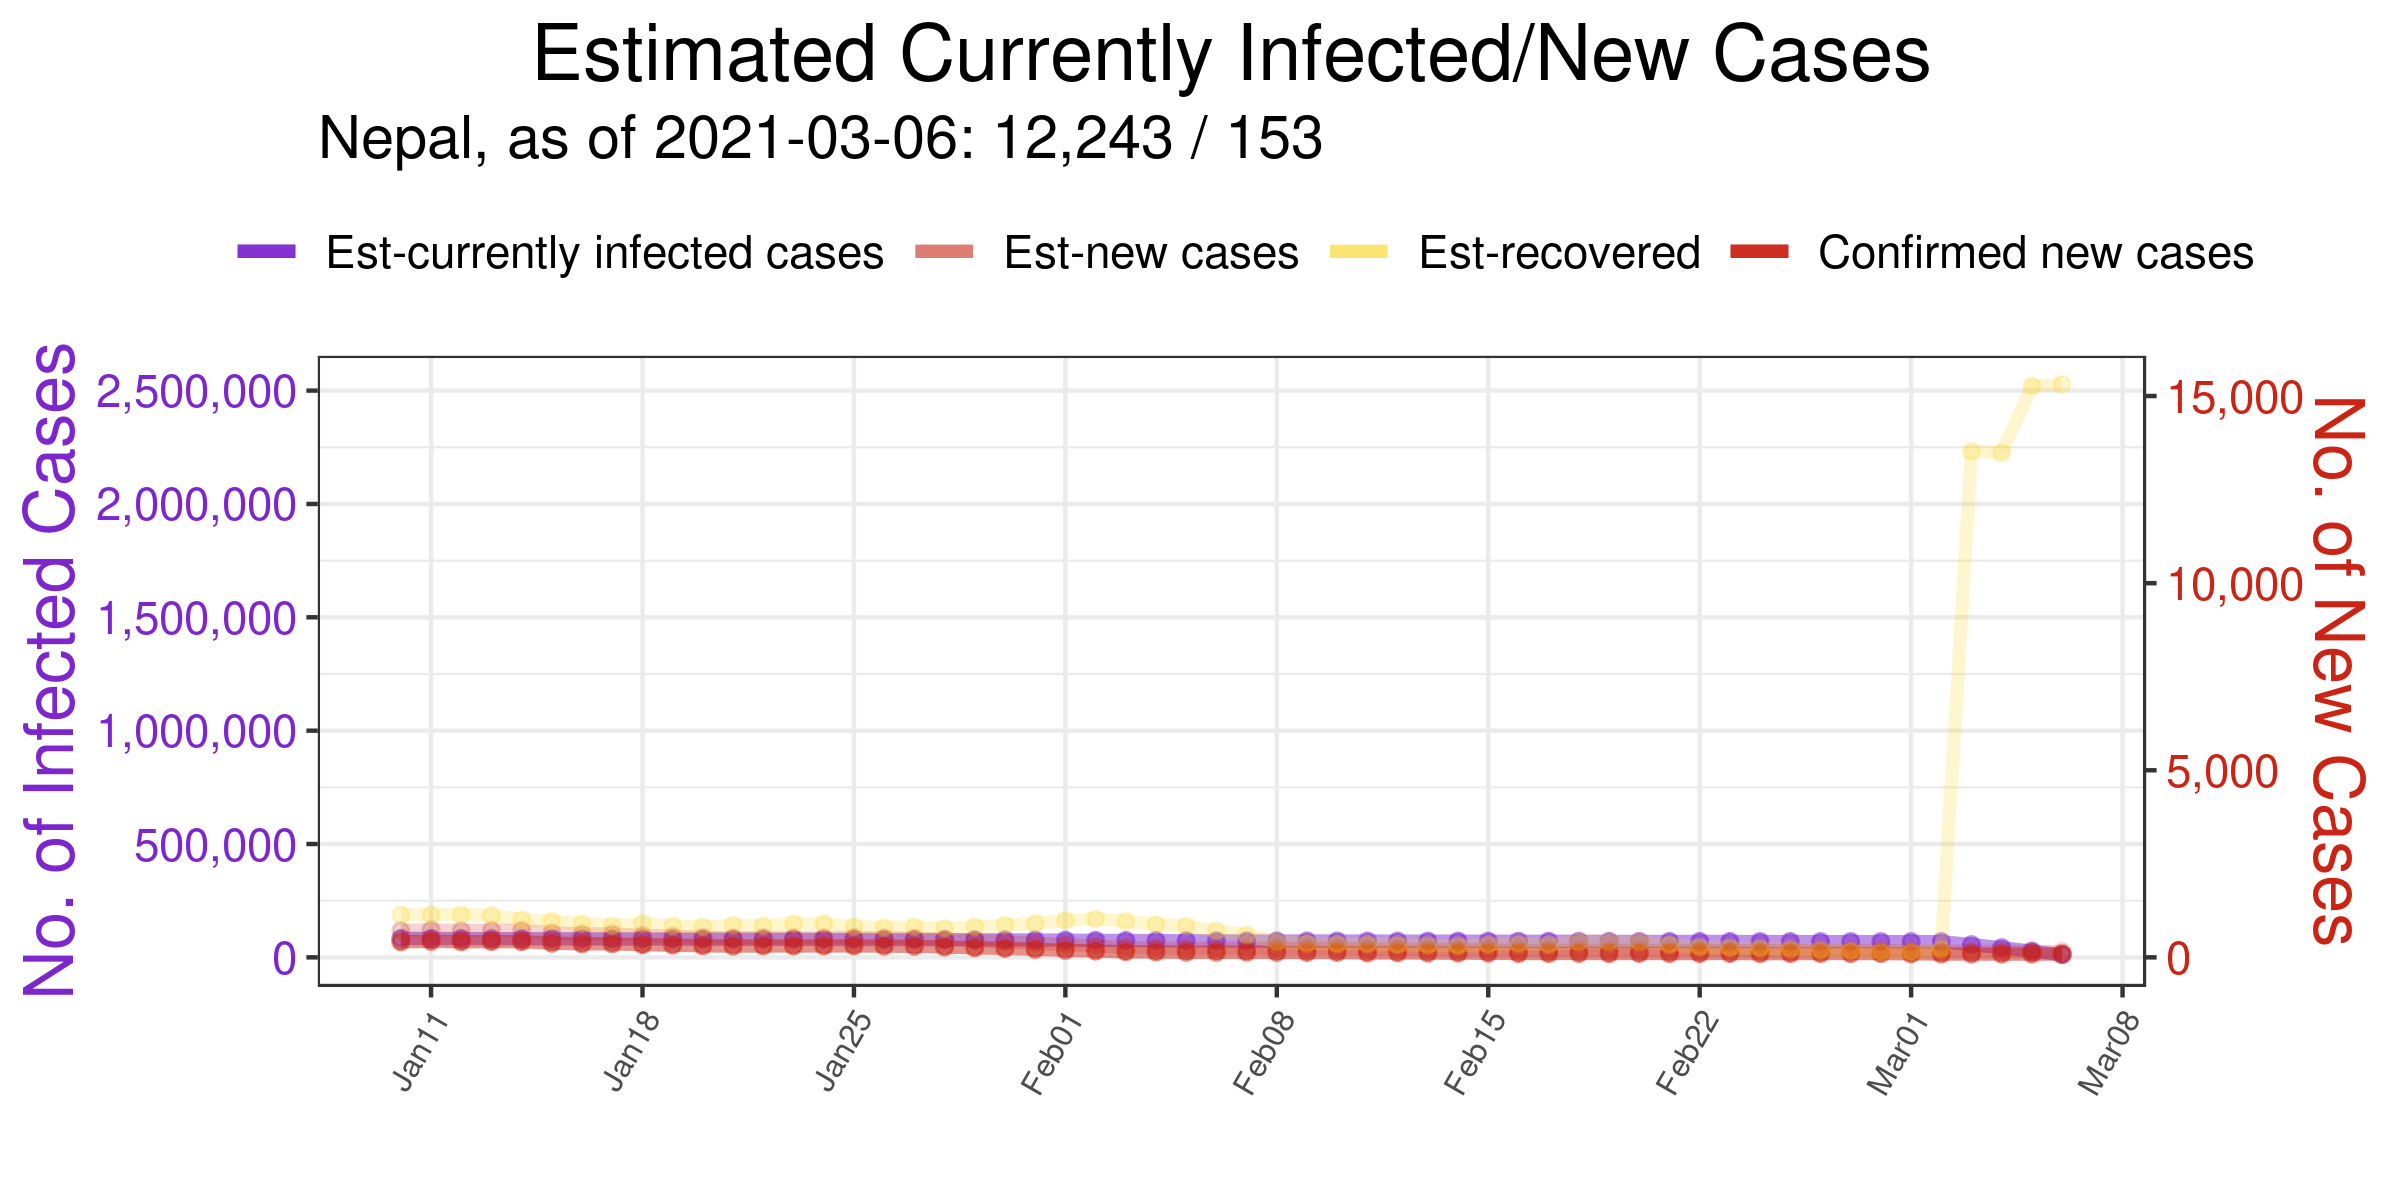 Estimated Currently Infected/New Cases
Nepal, as of 2021-03-06: 12,243 / 153
Est-currently infected cases Est-new cases Est-recovered Confirmed new cases
No. of Infected Cases
2,500,000
2,000,000
1,500,000
1,000,000
500,000
0
15,000
10,000
5,000
0
No. of New Cases
Jan11 Jan18 Jan25 Feb01 Feb08 Feb15 Feb22 Mar01 Mar08